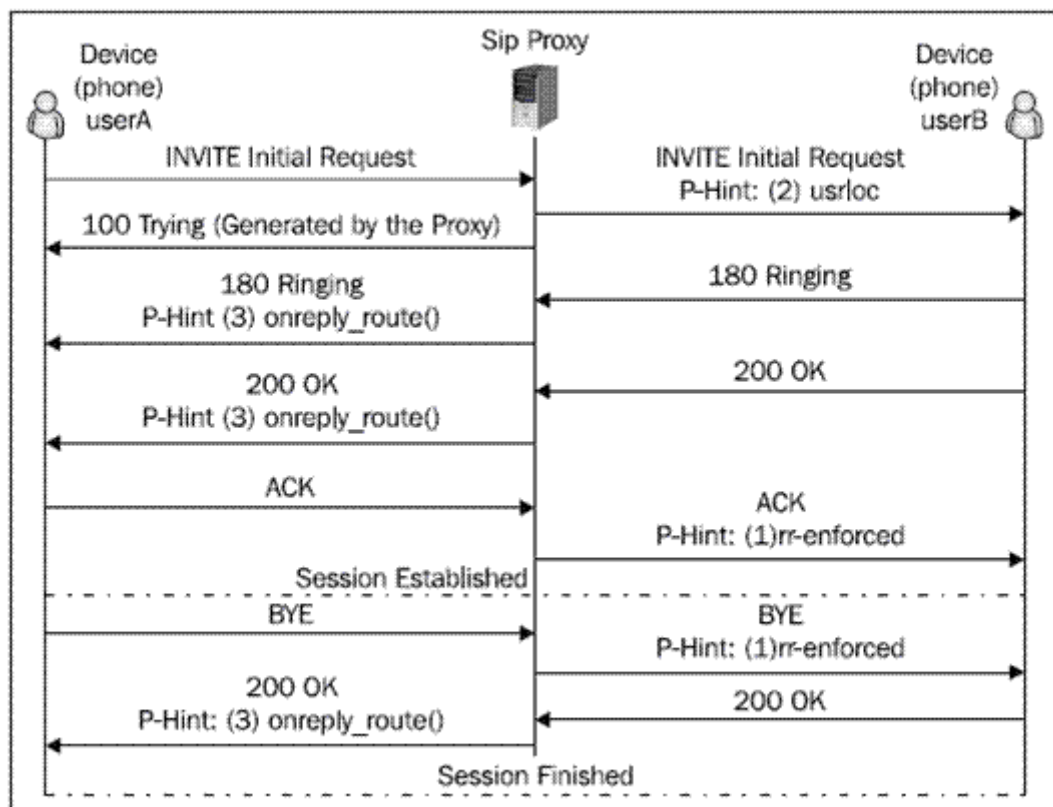 Sip Proxy
Device
(phone)
userA
Device
(phone)
userB
INVITE Initial Request
INVITE Initial Request
P-Hint: (2) usrloc
100 Trying (Generated by the Proxy)
180 Ringing
P-Hint (3) onreply_route()
180 Ringing
200 OK
P-Hint (3) onreply_route()
200 OK
ACK
ACK
P-Hint: (1)rr-enforced
Session Established
BYE
BYE
P-Hint: (1)rr-enforced
200 OK
P-Hint: (3) onreply_route()
200 OK
Session Finished